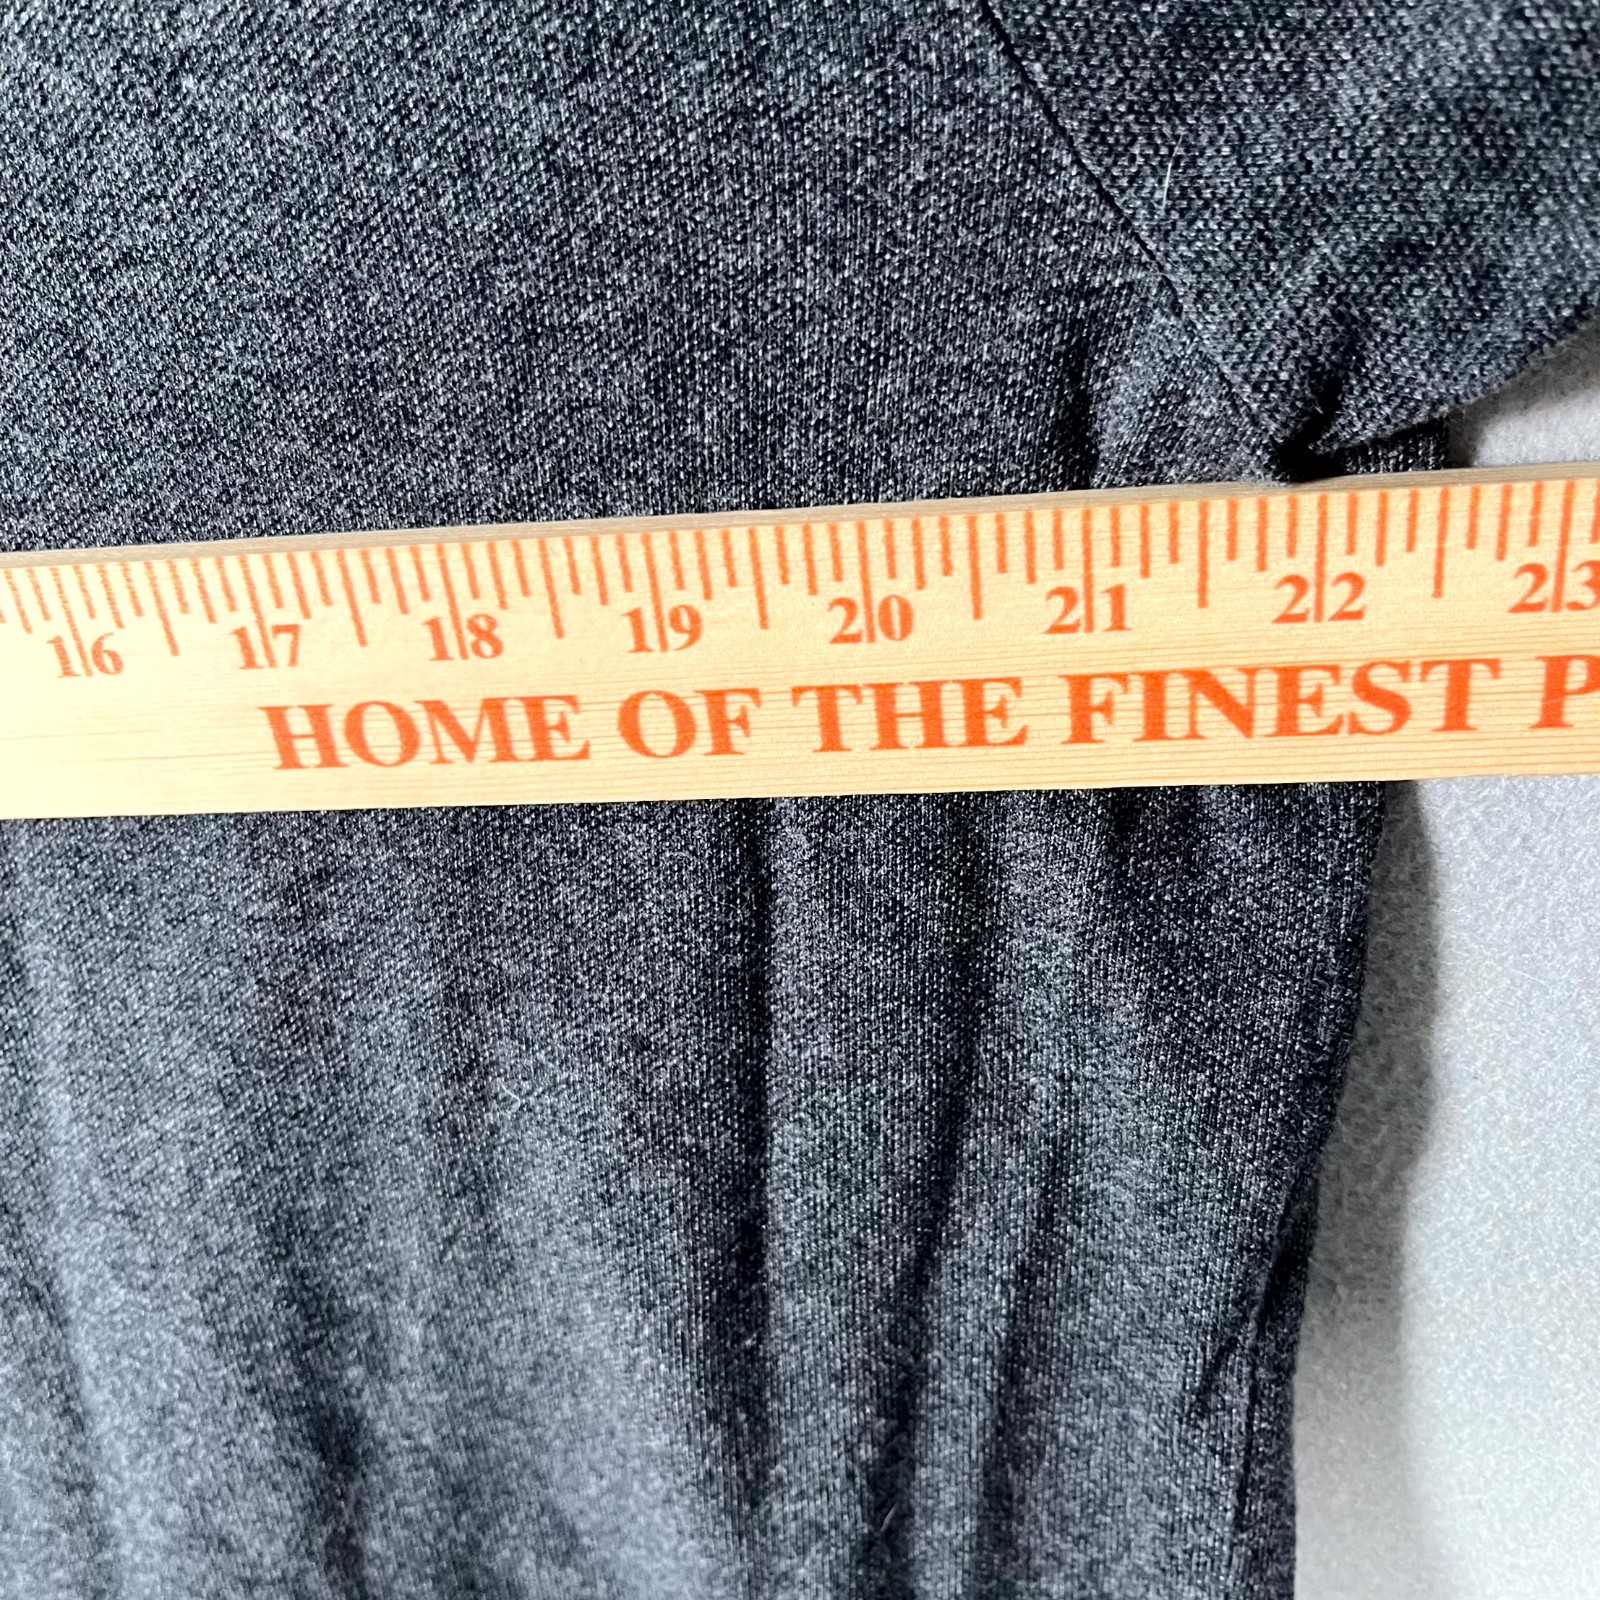 16 17 18 19 20 21 22 23
HOME OF THE FINEST P